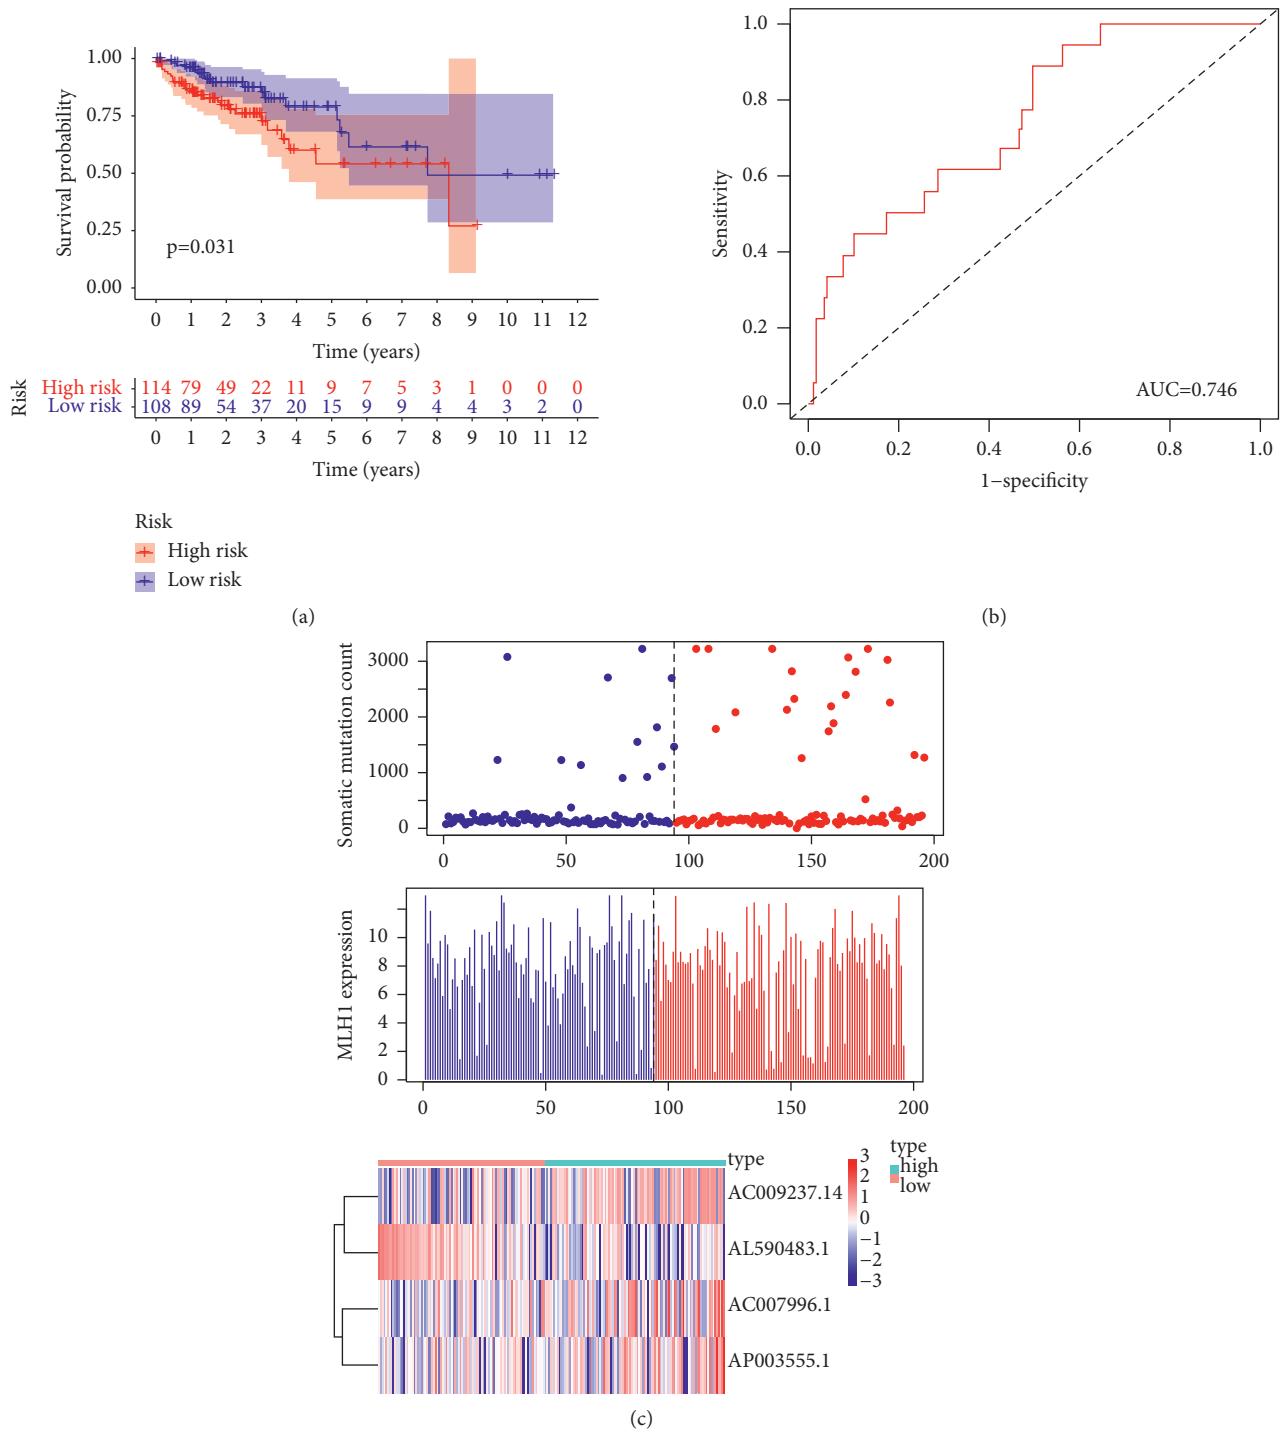 1.00
0.75
0.50
0.25
0.00
Survival probability
p=0.031
0 1 2 3 4 5 6 7 8 9 10 11 12
Time (years)
Risk
High risk 114 79 49 22 11 9 7 5 3 1 0 0 0
Low risk 108 89 54 37 20 15 9 9 4 4 3 2 0
0 1 2 3 4 5 6 7 8 9 10 11 12
Time (years)
Risk
High risk
Low risk
(a)
1.0
0.8
0.6
0.4
0.2
0.0
Sensitivity
AUC=0.746
0.0 0.2 0.4 0.6 0.8 1.0
1−specificity
(b)
Somatic mutation count
3000
2000
1000
0
0 50 100 150 200
MLH1 expression
10
8
6
4
2
0
0 50 100 150 200
type
AC009237.14
AL590483.1
AC007996.1
AP003555.1
3
2
1
0
−1
−2
−3
type
high
low
(c)